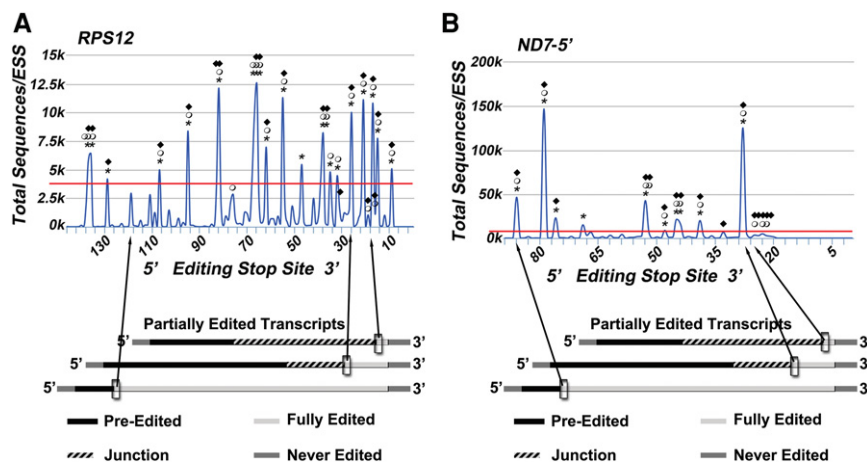 A
RPS12
Total Sequences/ESS
15k
12.5k
10k
7.5k
5k
2.5k
0k
130
110
90
70
50
30
10
5' Editing Stop Site 3'
Partially Edited Transcripts
5'
3'
5'
3'
5'
3'
Pre-Edited
Fully Edited
Junction
Never Edited
B
ND7-5'
Total Sequences/ESS
200k
150k
100k
50k
0k
80
65
50
35
20
5
5' Editing Stop Site 3'
Partially Edited Transcripts
5'
3'
5'
3'
5'
3'
Pre-Edited
Fully Edited
Junction
Never Edited